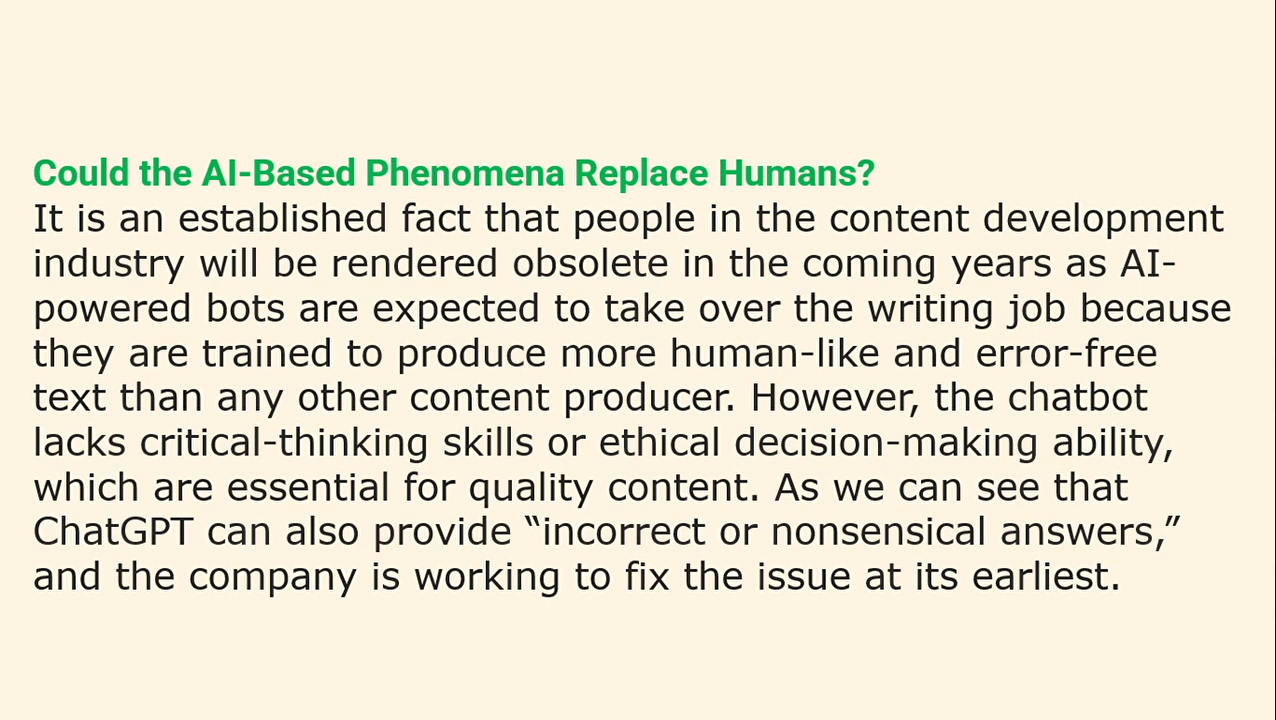 Could the AI-Based Phenomena Replace Humans?
It is an established fact that people in the content development
industry will be rendered obsolete in the coming years as AI-
powered bots are expected to take over the writing job because
they are trained to produce more human-like and error-free
text than any other content producer. However, the chatbot
lacks critical-thinking skills or ethical decision-making ability,
which are essential for quality content. As we can see that
ChatGPT can also provide “incorrect or nonsensical answers,”
and the company is working to fix the issue at its earliest.